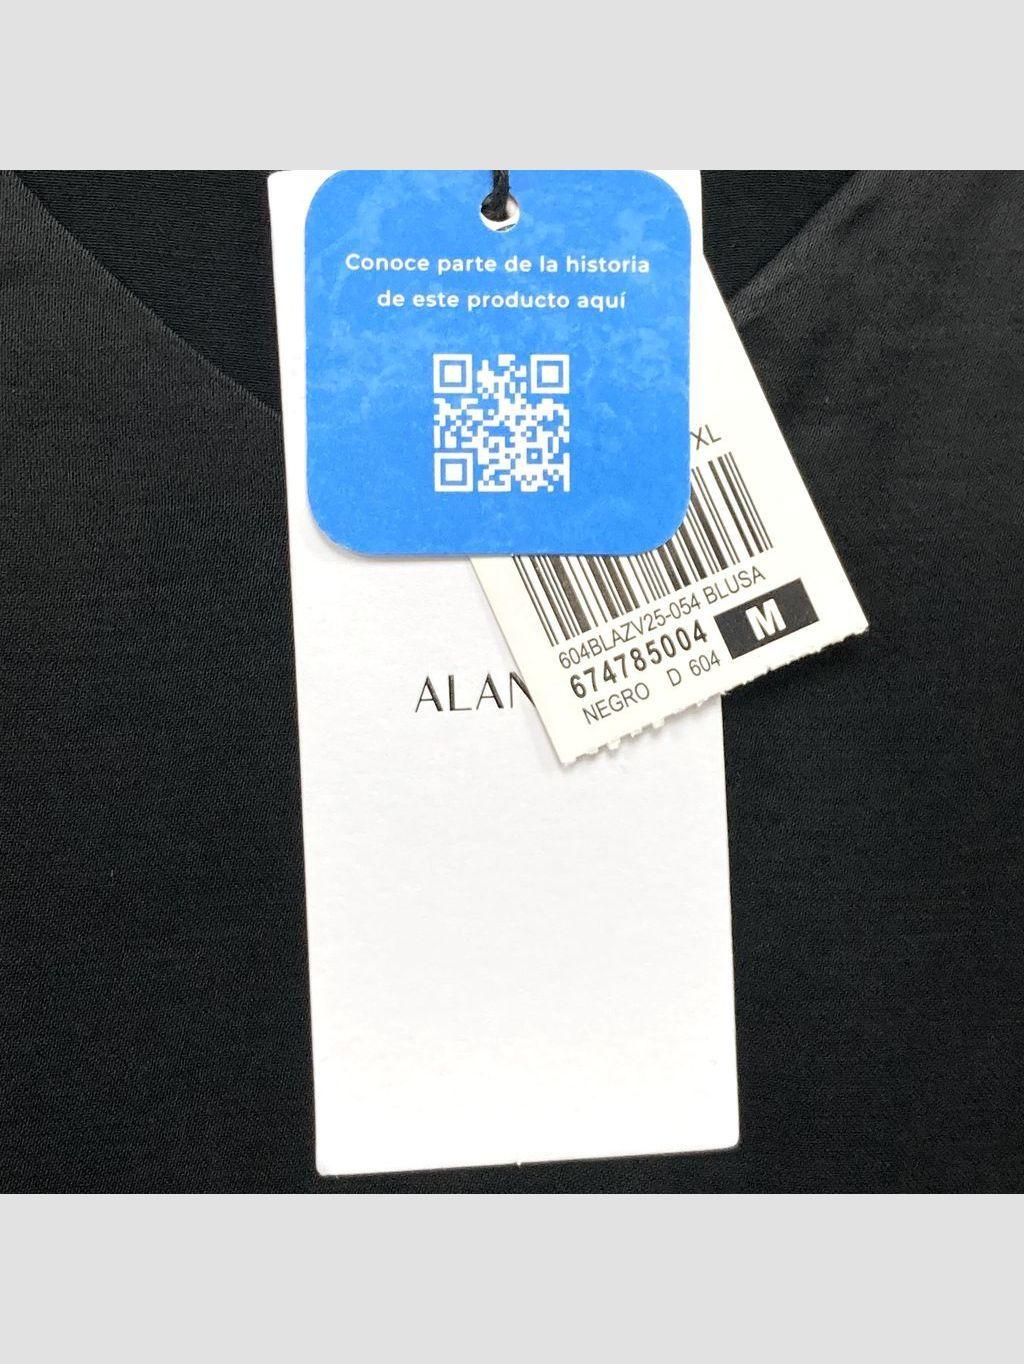 Conoce parte de la historia
de este producto aquí
XL
604BLAZV25-054 BLUSA
674785004 M
NEGRO D 604
ALAN